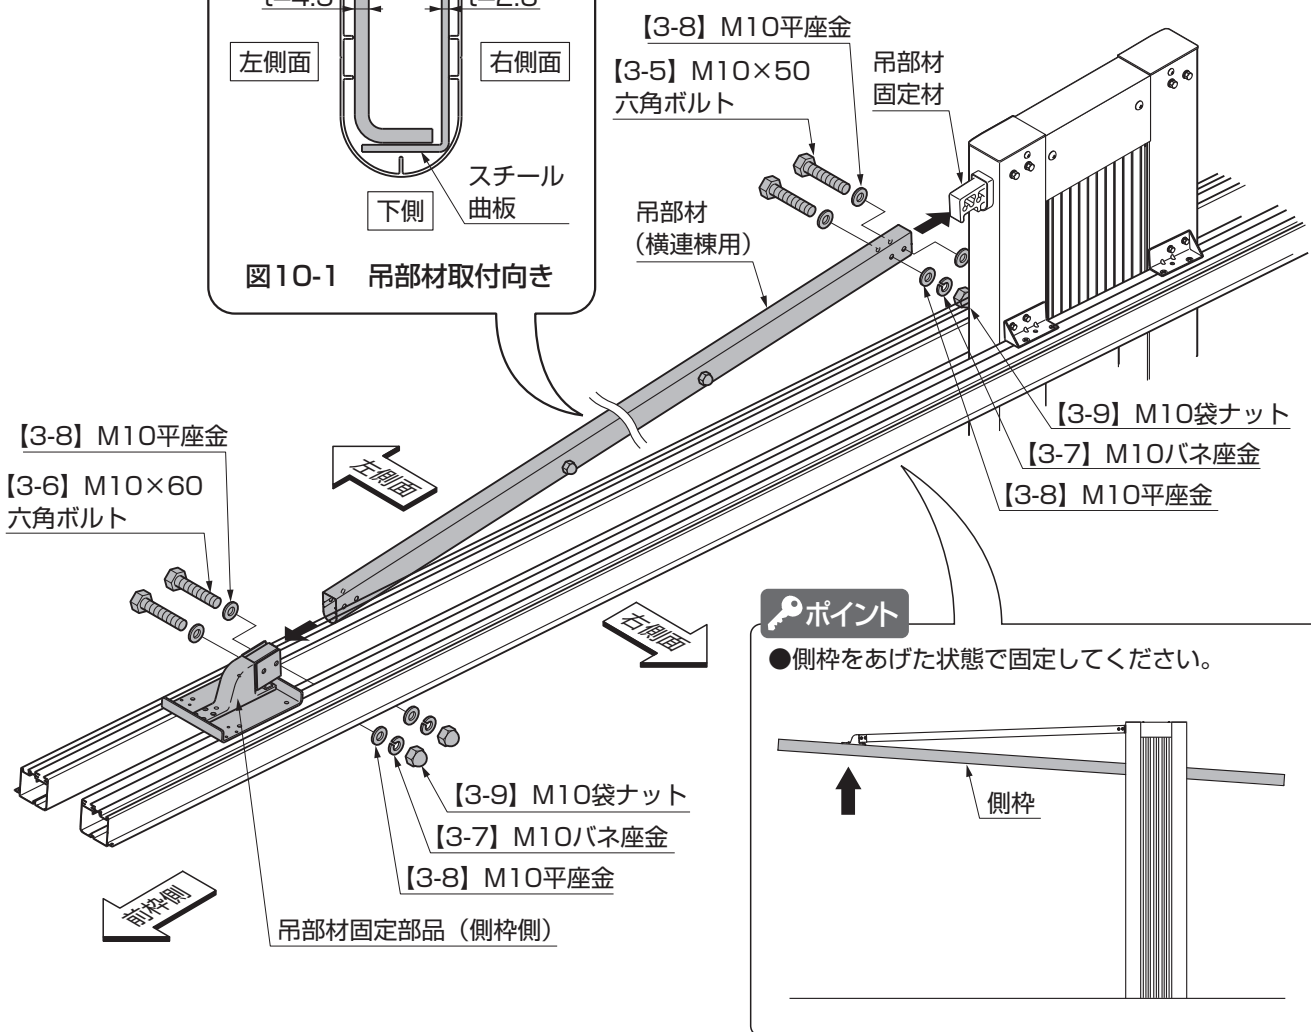 左側面
右側面
スチール
曲板
下側
図10-1 吊部材取付向き
【3-8】M10平座金
【3-5】M10×50
六角ボルト
吊部材
固定材
吊部材
（横連棟用）
【3-9】M10袋ナット
【3-7】M10バネ座金
【3-8】M10平座金
【3-8】M10平座金
【3-6】M10×60
六角ボルト
左側面
右側面
【3-9】M10袋ナット
【3-7】M10バネ座金
【3-8】M10平座金
前枠側
吊部材固定部品（側枠側）
ポイント
●側枠をあげた状態で固定してください。
側枠